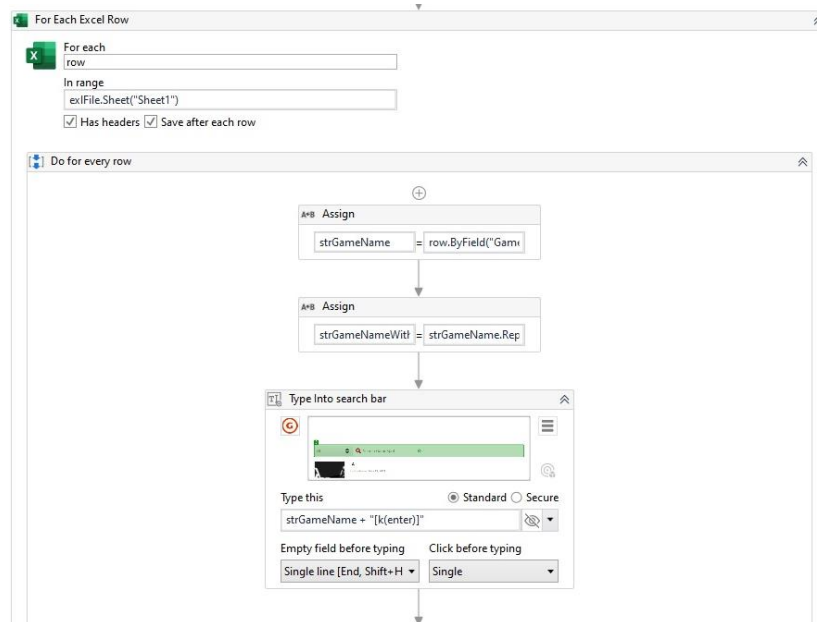 For Each Excel Row
For each
row
In range
exlFile.Sheet("Sheet1")
Has headers Save after each row
Do for every row
A*B Assign
strGameName = row.ByField("Game
A*B Assign
strGameNameWitl = strGameName.Rep
Type Into search bar
Type this Standard Secure
strGameName + "[k(enter)]"
Empty field before typing Click before typing
Single line [End, Shift+H Single